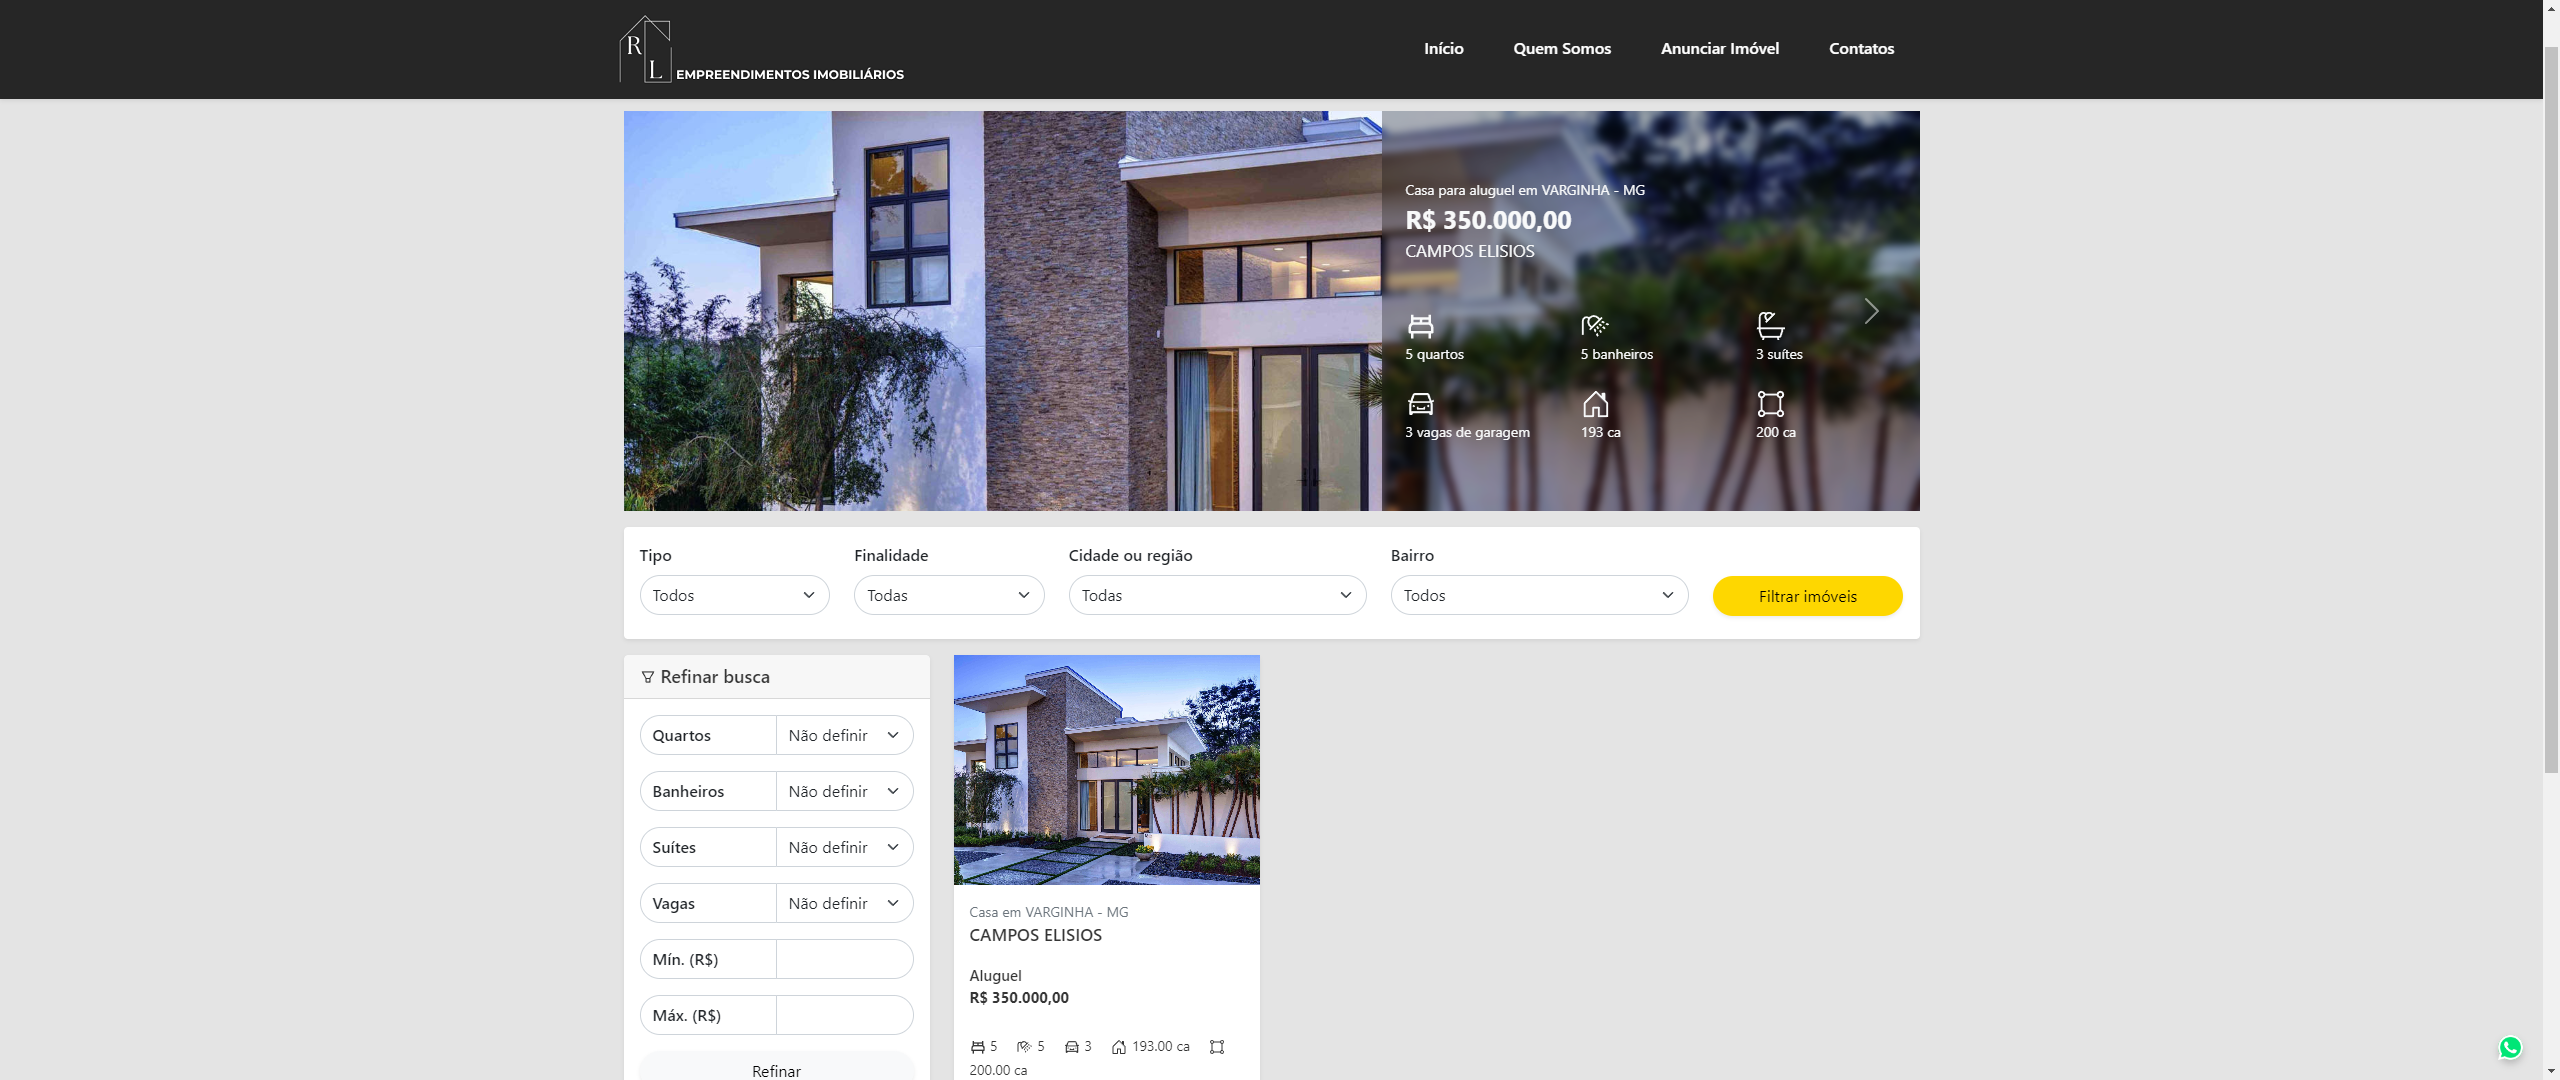 R
L
EMPREENDIMENTOS IMOBILIÁRIOS
Início
Quem Somos
Anunciar Imóvel
Contatos
Casa para aluguel em VARGINHA - MG
R$ 350.000,00
CAMPOS ELISIOS
5 quartos
5 banheiros
3 suítes
3 vagas de garagem
193 ca
200 ca
Tipo
Finalidade
Cidade ou região
Bairro
Todos
Todas
Todas
Todos
Filtrar imóveis
Refinar busca
Quartos
Não definir
Banheiros
Não definir
Suítes
Não definir
Vagas
Não definir
Mín. (R$)
Máx. (R$)
Refinar
Casa em VARGINHA - MG
CAMPOS ELISIOS
Aluguel
R$ 350.000,00
5 5 3 193.00 ca
200.00 ca